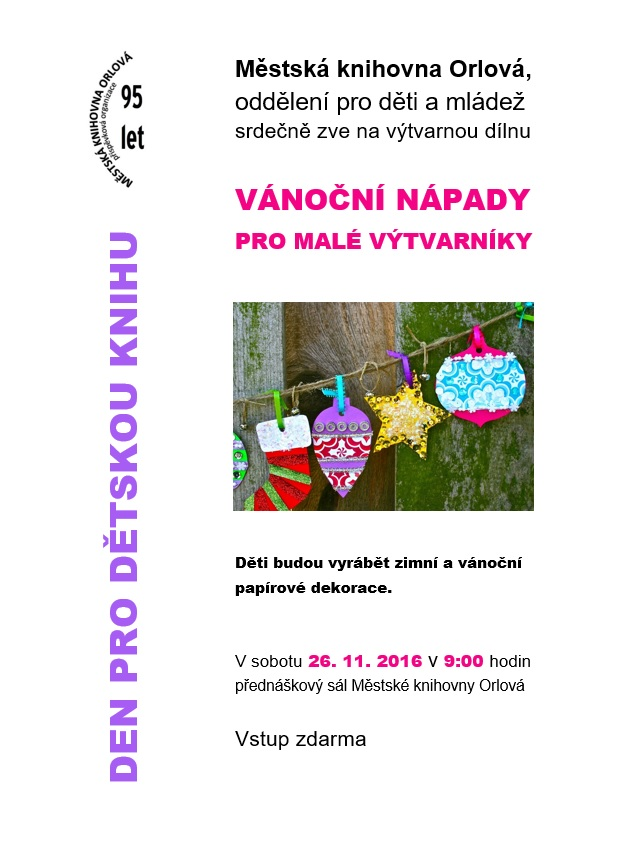 MĚSTSKÁ KNIHOVNA ORLOVÁ
příspěvková organizace
95
let
DEN PRO DĚTSKOU KNIHU
Městská knihovna Orlová,
oddělení pro děti a mládež
srdečně zve na výtvarnou dílnu
VÁNOČNÍ NÁPADY
PRO MALÉ VÝTVARNÍKY
Děti budou vyrábět zimní a vánoční
papírové dekorace.
V sobotu 26. 11. 2016 v 9:00 hodin
přednáškový sál Městské knihovny Orlová
Vstup zdarma